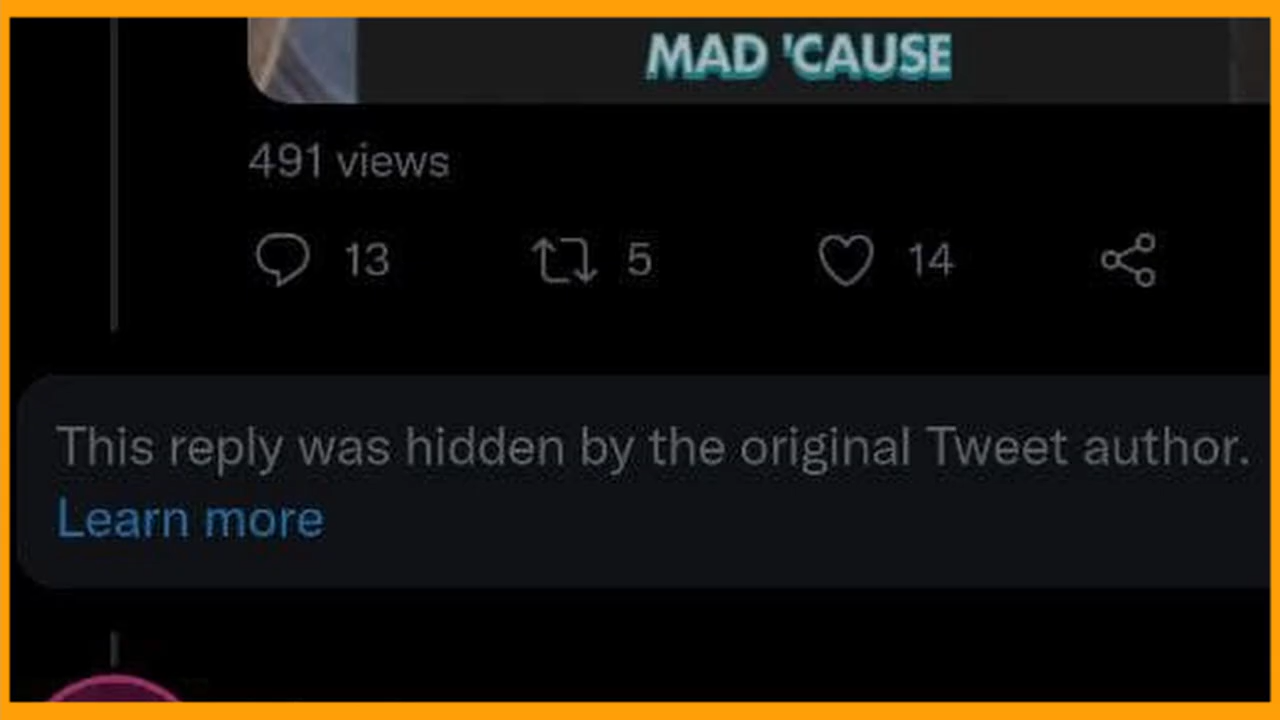 MAD 'CAUSE
491 views
13 5 14
This reply was hidden by the original Tweet author.
Learn more